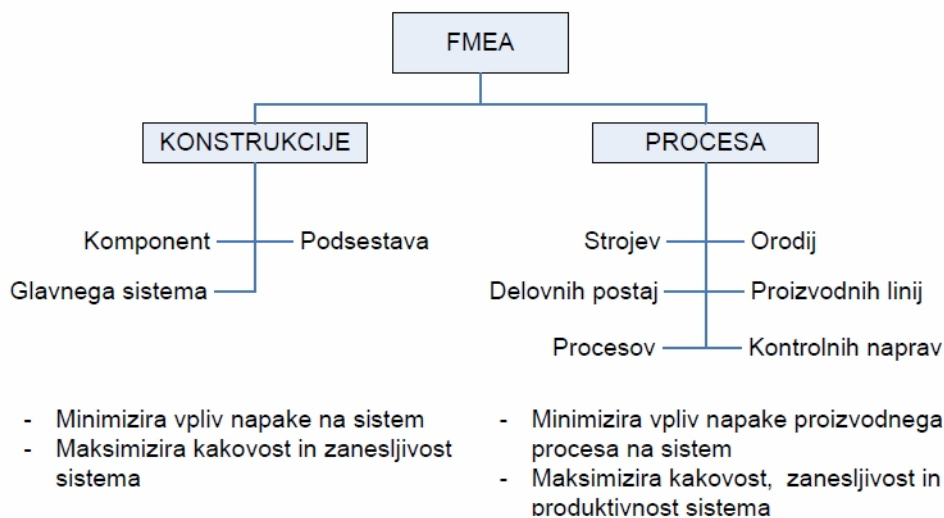 FMEA
KONSTRUKCIJE
PROCESA
Komponent
Podsestava
Glavnega sistema
Strojev
Orodij
Delovnih postaj
Proizvodnih linij
Procesov
Kontrolnih naprav
- Minimizira vpliv napake na sistem
- Maksimizira kakovost in zanesljivost
sistema
- Minimizira vpliv napake proizvodnega
procesa na sistem
- Maksimizira kakovost, zanesljivost in
produktivnost sistema